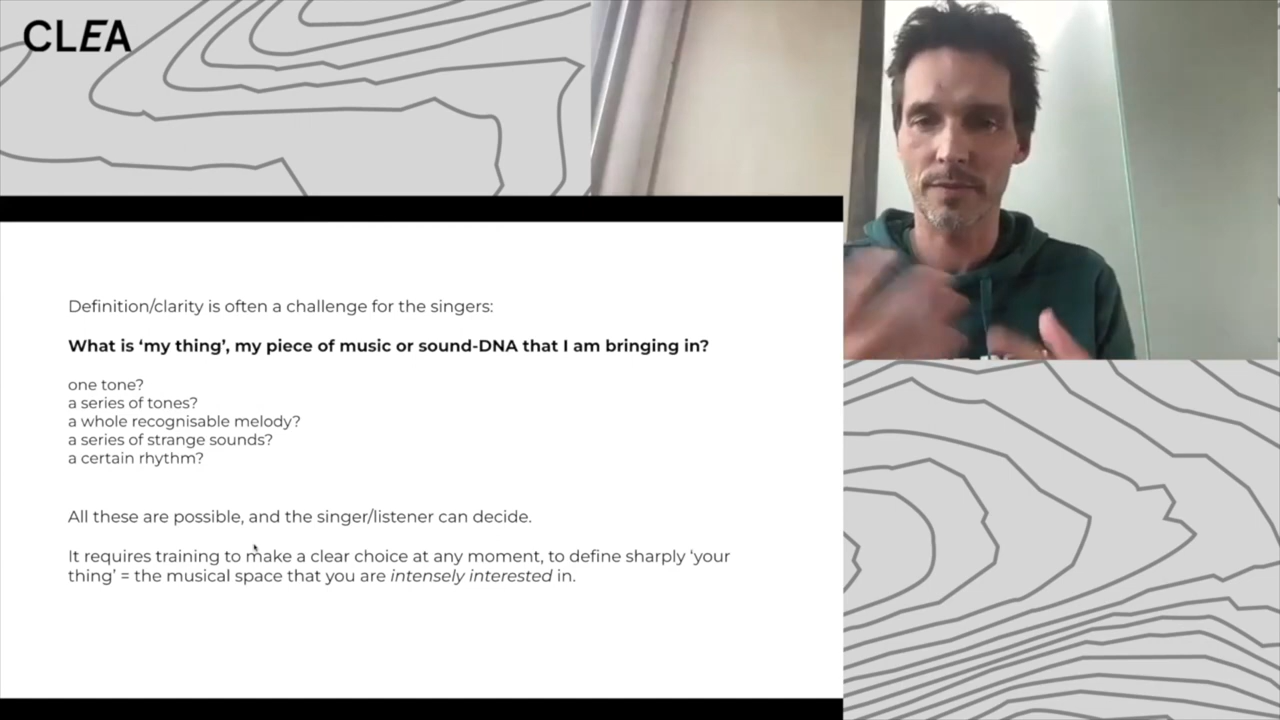 CLEA
Definition/clarity is often a challenge for the singers:
What is ‘my thing’, my piece of music or sound-DNA that I am bringing in?
one tone?
a series of tones?
a whole recognisable melody?
a series of strange sounds?
a certain rhythm?
All these are possible, and the singer/listener can decide.
It requires training to make a clear choice at any moment, to define sharply ‘your
thing’ = the musical space that you are intensely interested in.